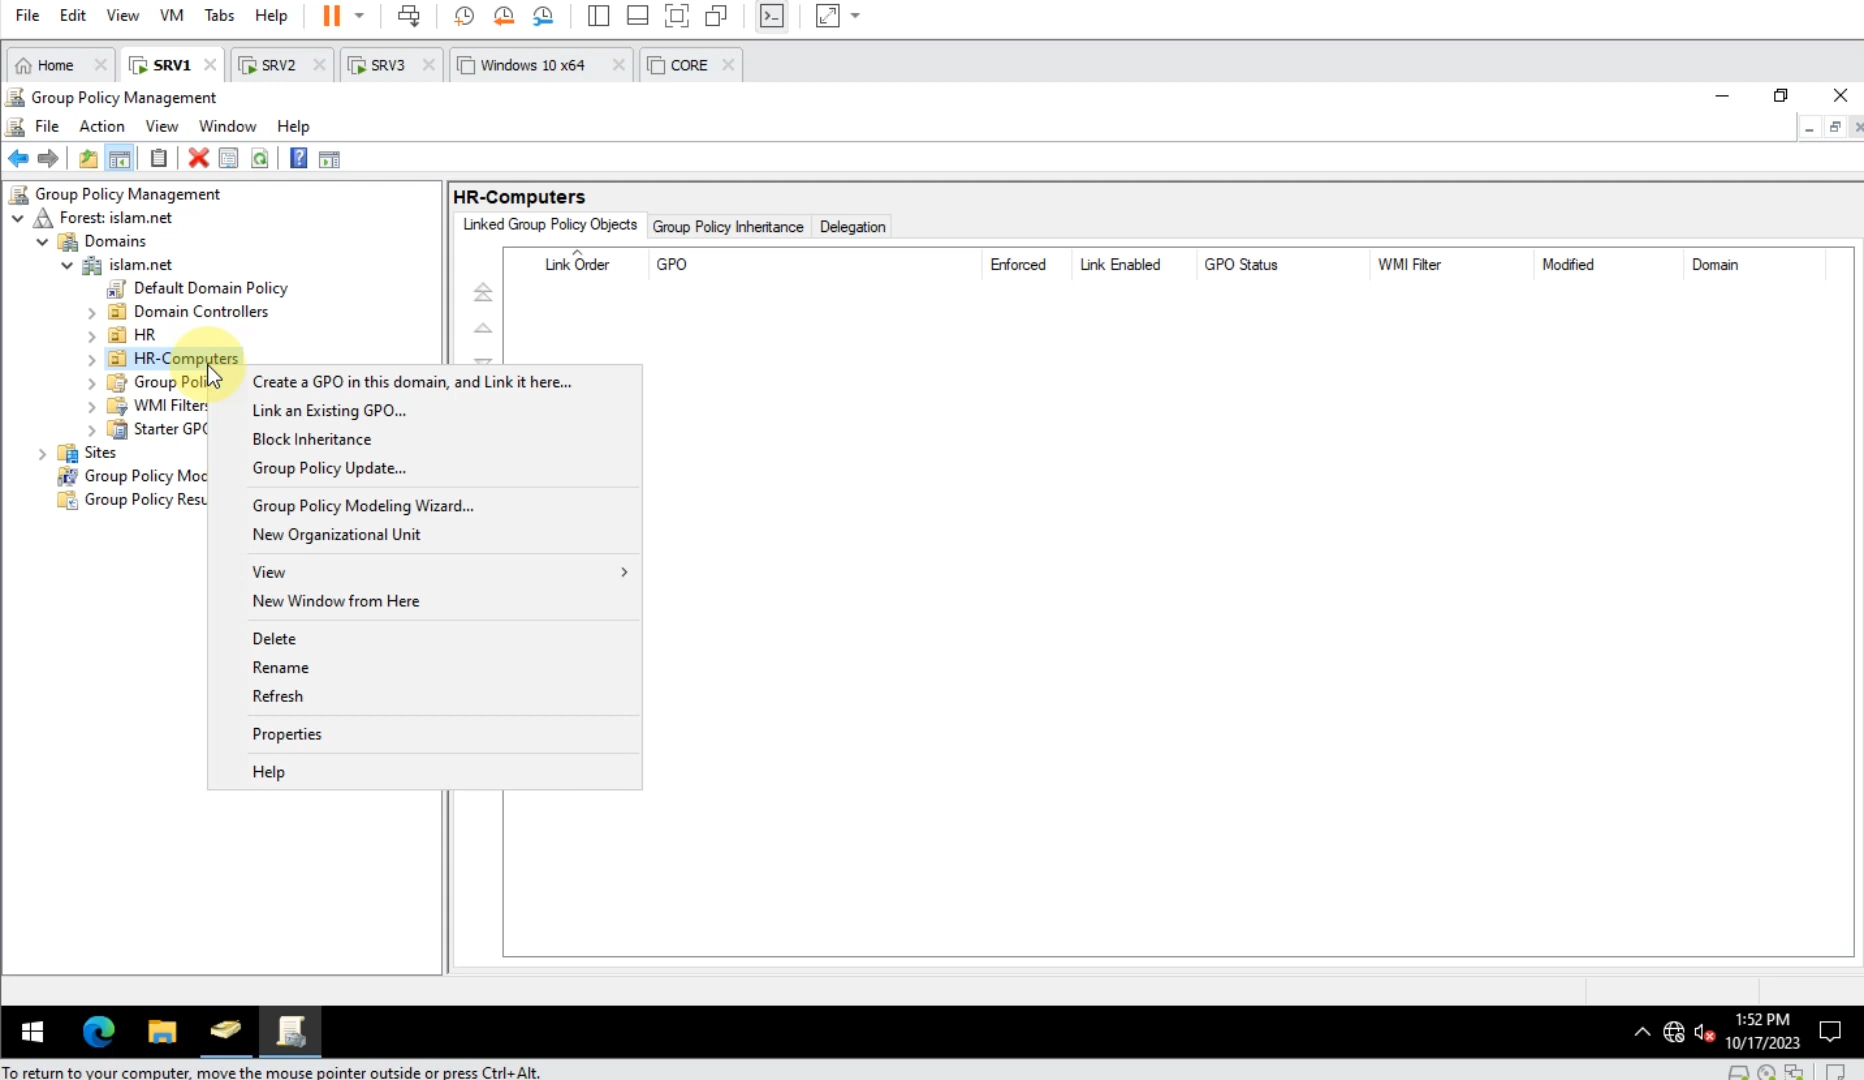 File Edit View VM Tabs Help
Home SRV1 SRV2 SRV3 Windows 10 x64 CORE
Group Policy Management
File Action View Window Help
Group Policy Management
Forest: islam.net
Domains
islam.net
Default Domain Policy
Domain Controllers
HR
HR-Computers
Group Poli
WMI Filters
Starter GPO
Sites
Group Policy Mod
Group Policy Resu
HR-Computers
Linked Group Policy Objects Group Policy Inheritance Delegation
Link Order GPO Enforced Link Enabled GPO Status WMI Filter Modified Domain
Create a GPO in this domain, and Link it here...
Link an Existing GPO...
Block Inheritance
Group Policy Update...
Group Policy Modeling Wizard...
New Organizational Unit
View
New Window from Here
Delete
Rename
Refresh
Properties
Help
1:52 PM
10/17/2023
To return to your computer, move the mouse pointer outside or press Ctrl+Alt.